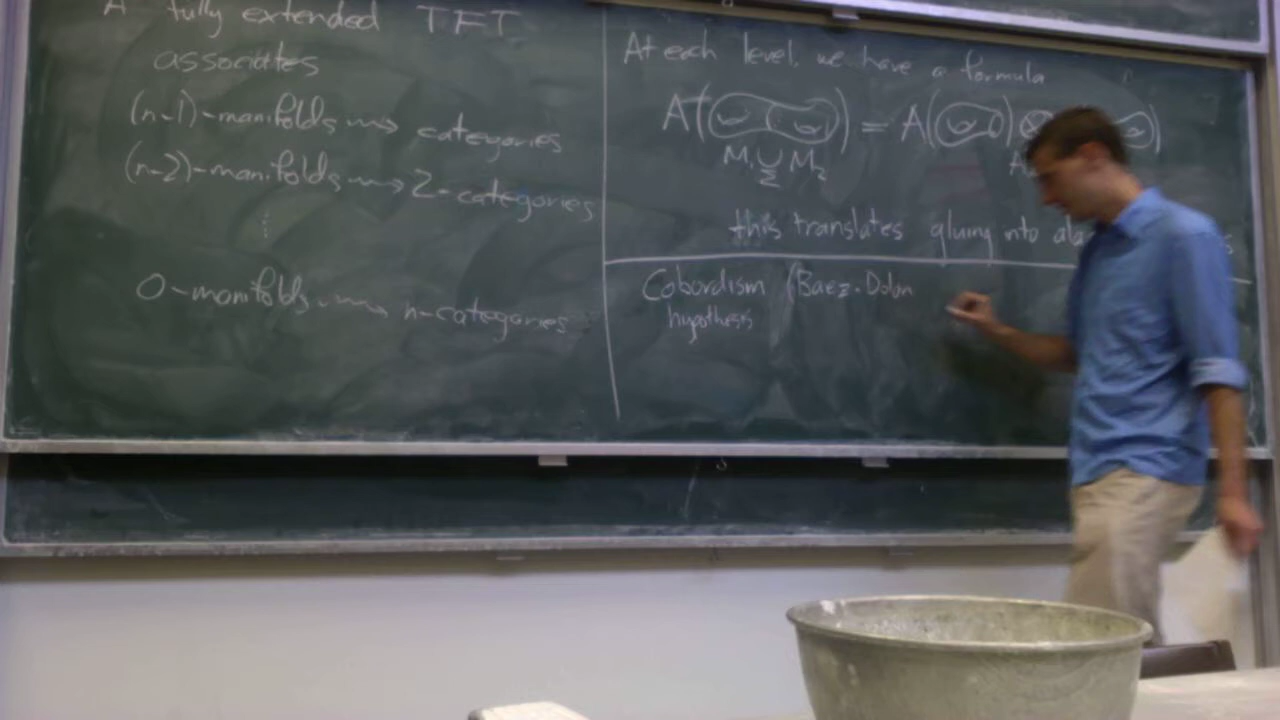 A fully extended TFT
associates
(n-1)-manifolds ⇝ categories
(n-2)-manifolds ⇝ 2-categories
⋮
0-manifolds ⇝ n-categories
At each level, we have a formula
A( ) = A( ) ⊗
M₁ ∪ M₂ A
Σ
this translates gluing into
Cobordism (Baez-Dolan
hypothesis